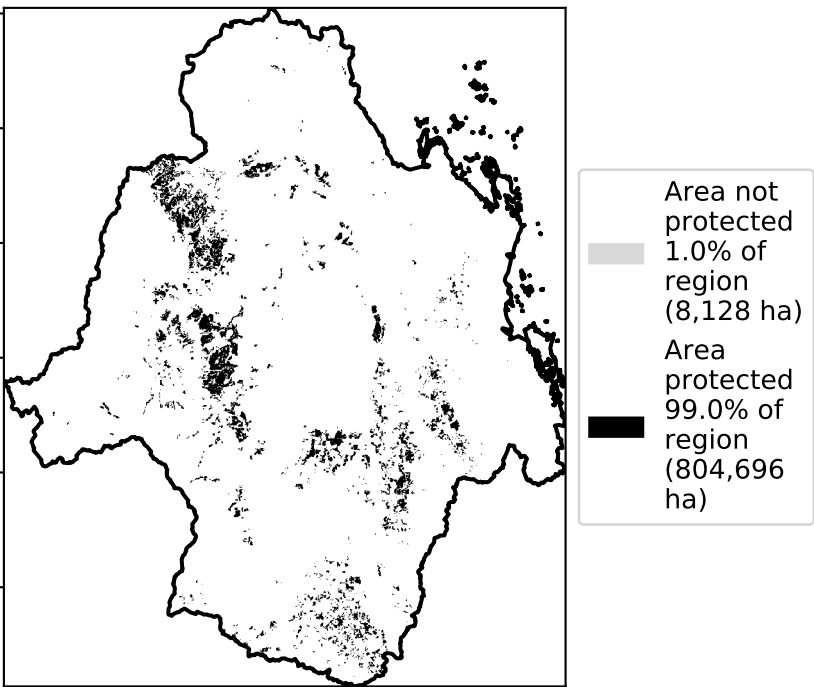 Area not
protected
1.0% of
region
(8,128 ha)
Area
protected
99.0% of
region
(804,696
ha)